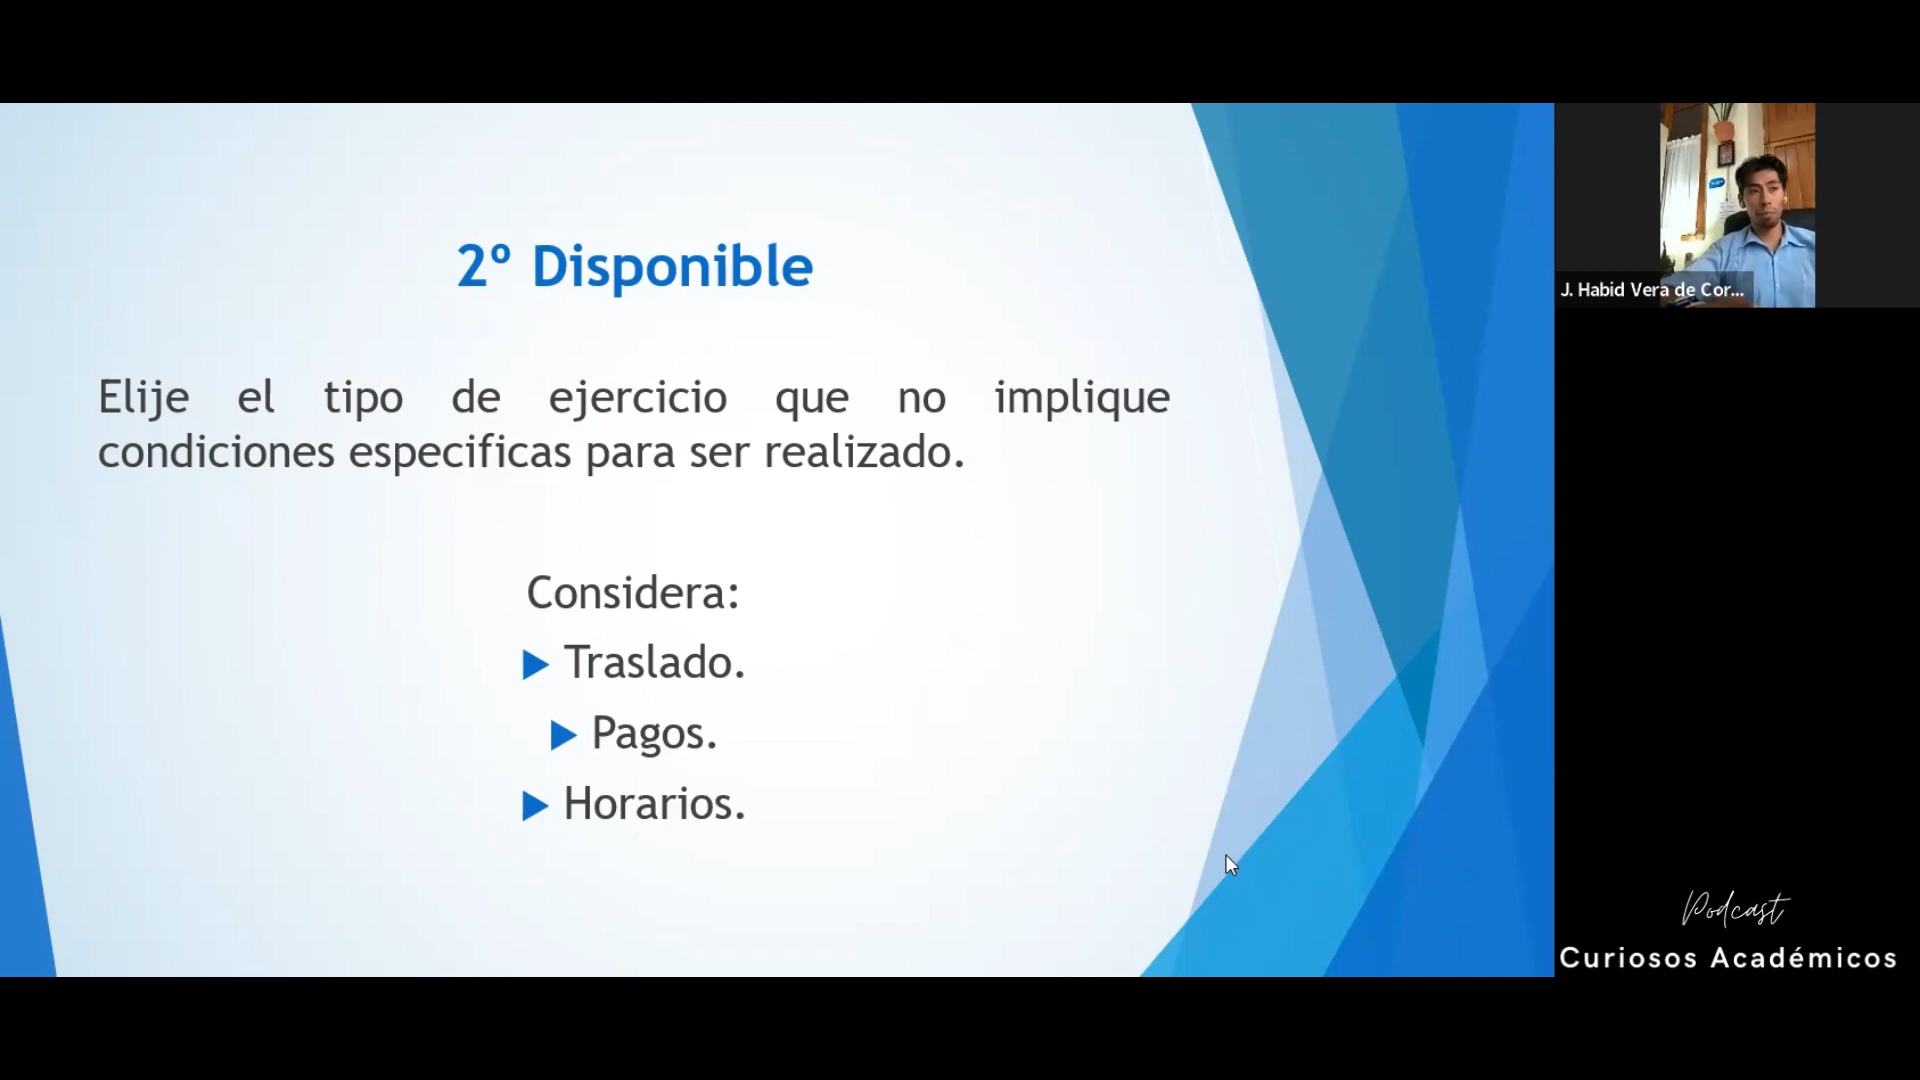 2º Disponible
Elije el tipo de ejercicio que no implique
condiciones especificas para ser realizado.
Considera:
Traslado.
Pagos.
Horarios.
J. Habid Vera de Cor...
Podcast
Curiosos Académicos